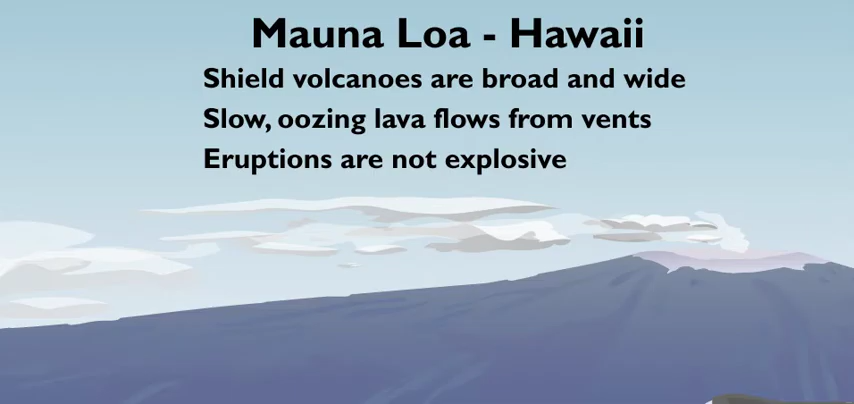 Mauna Loa - Hawaii
Shield volcanoes are broad and wide
Slow, oozing lava flows from vents
Eruptions are not explosive